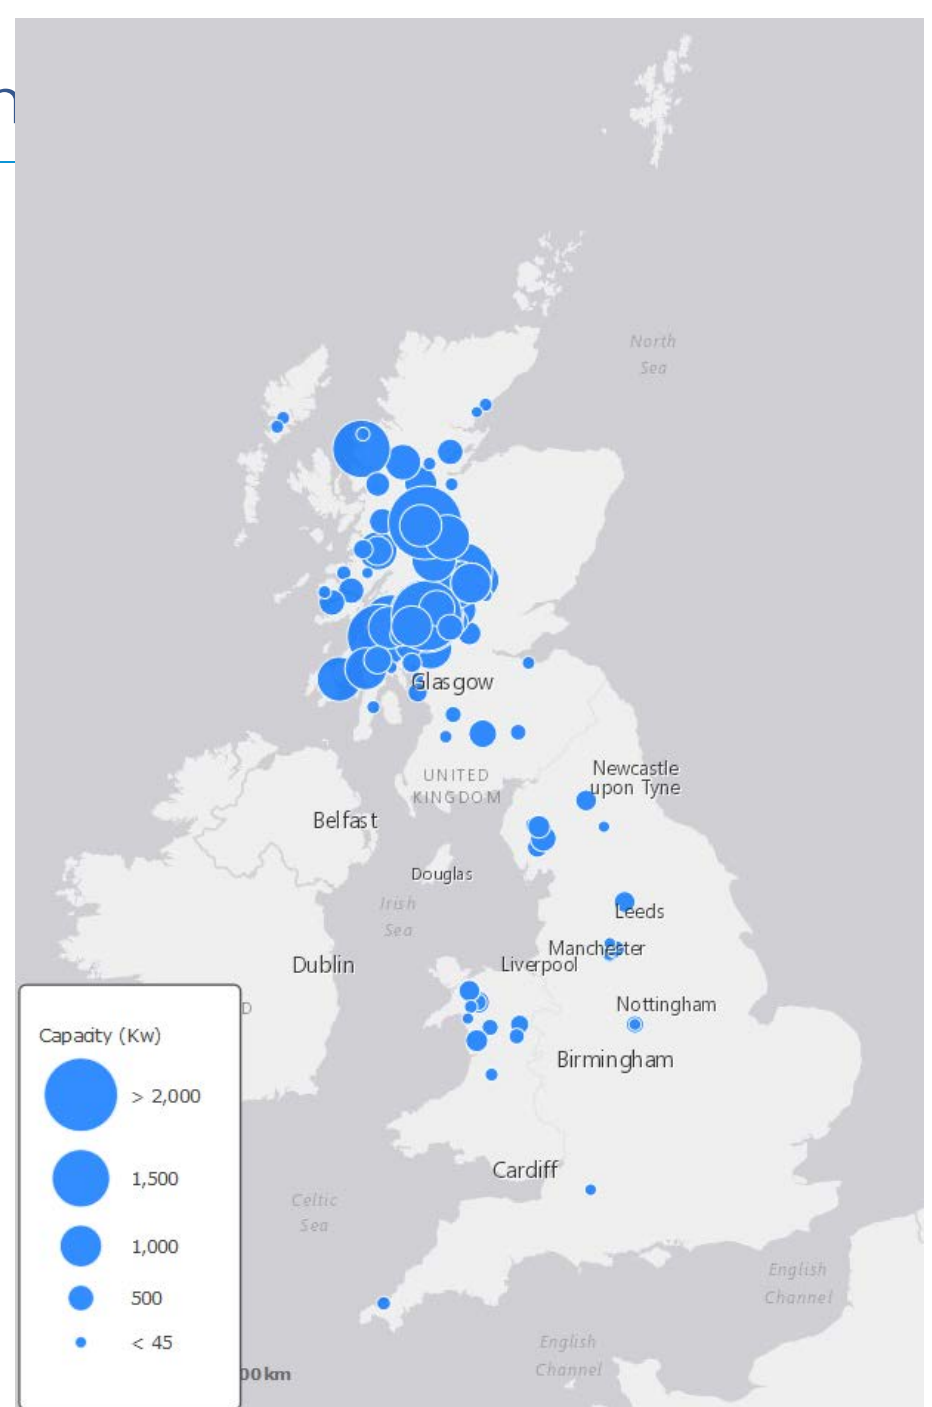 North
Sea
Glasgow
UNITED
KINGDOM
Newcastle
upon Tyne
Belfast
Douglas
Irish
Sea
Leeds
Manchester
Liverpool
Dublin
D
Nottingham
Birmingham
Capacity (Kw)
> 2,000
1,500
1,000
500
< 45
Cardiff
Celtic
Sea
English
Channel
English
Channel
00km